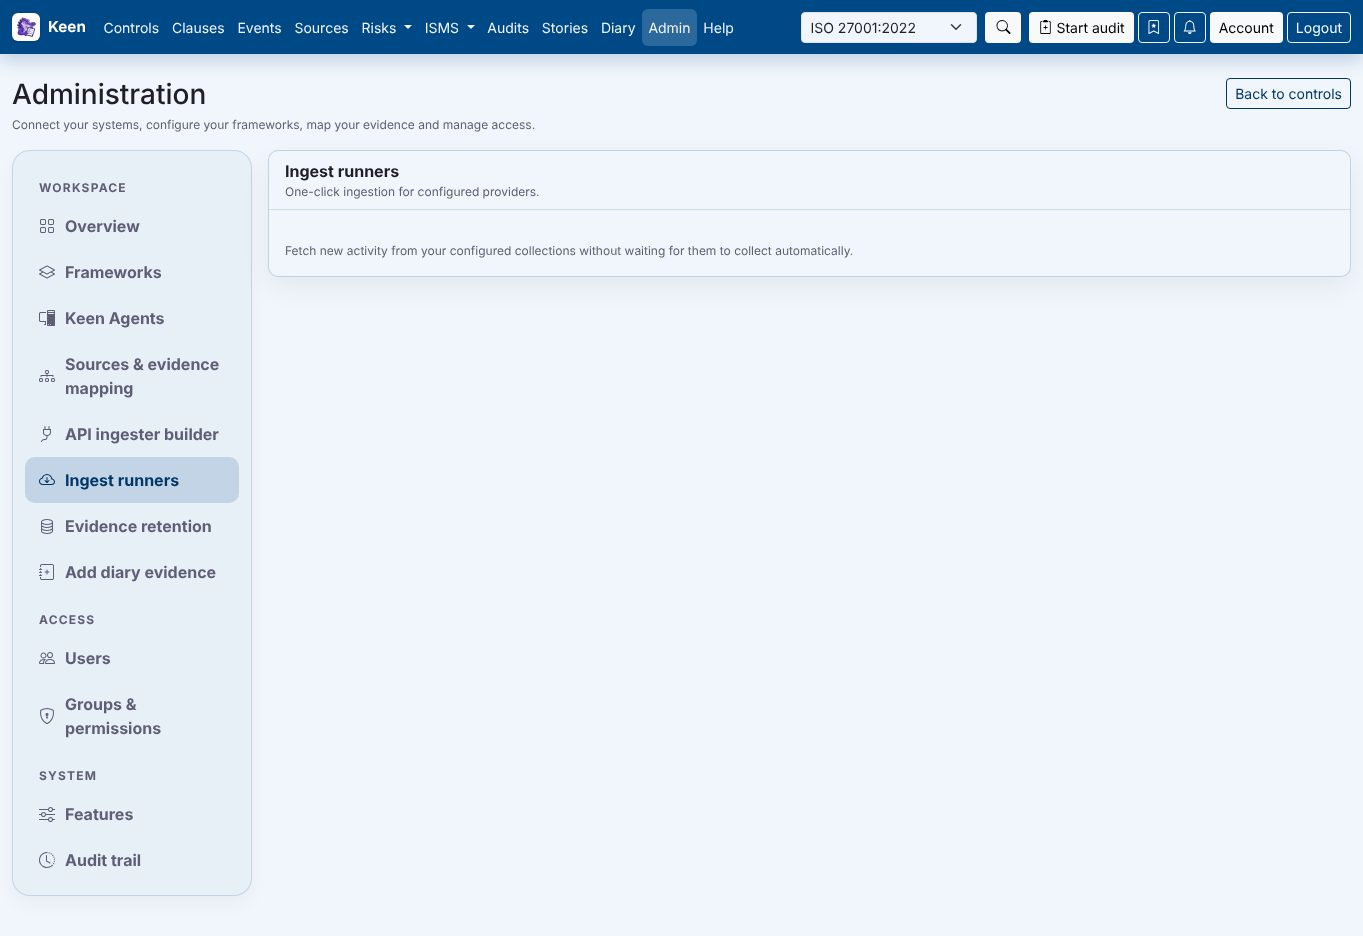 Keen
Controls
Clauses
Events
Sources
Risks
ISMS
Audits
Stories
Diary
Admin
Help
ISO 27001:2022
Start audit
Account
Logout
Administration
Back to controls
Connect your systems, configure your frameworks, map your evidence and manage access.
WORKSPACE
Overview
Frameworks
Keen Agents
Sources & evidence
mapping
API ingester builder
Ingest runners
Evidence retention
Add diary evidence
ACCESS
Users
Groups &
permissions
SYSTEM
Features
Audit trail
Ingest runners
One-click ingestion for configured providers.
Fetch new activity from your configured collections without waiting for them to collect automatically.